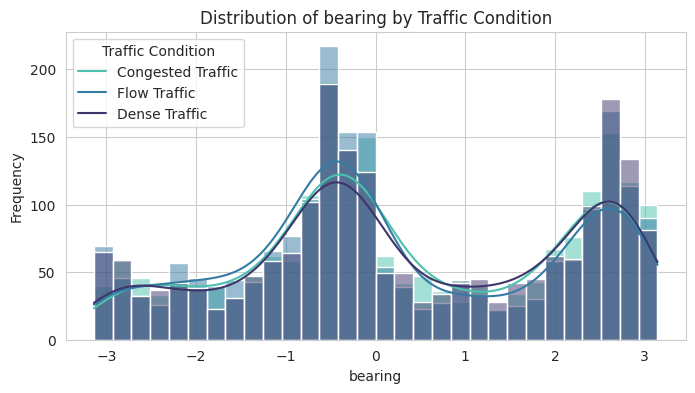 Distribution of bearing by Traffic Condition
Traffic Condition
Congested Traffic
Flow Traffic
Dense Traffic
Frequency
200
150
100
50
0
−3
−2
−1
0
1
2
3
bearing